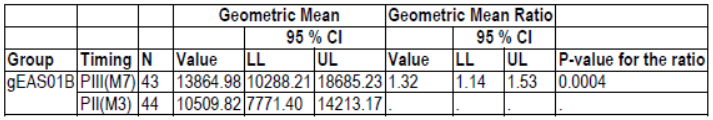 Geometric Mean Geometric Mean Ratio
95 % CI 95 % CI
Group Timing N Value LL UL Value LL UL P-value for the ratio
gEAS01B PIII(M7) 43 13864.98 10288.21 18685.23 1.32 1.14 1.53 0.0004
PII(M3) 44 10509.82 7771.40 14213.17 . . . .